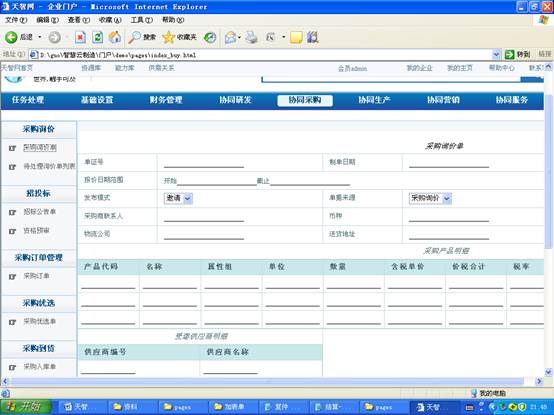 天智网 - 企业门户 - Microsoft Internet Explorer
文件(F) 编辑(E) 查看(V) 收藏(A) 工具(T) 帮助(H)
后退 搜索 收藏夹
地址(D) D:\guo\智慧云制造\门户\demo\pages\index_buy.html 转到 链接
天智网首页 资源库 能力库 供需关系 会员admin 我的企业 我的主页 帮助中心
世界,触手可及
任务处理 基础设置 财务管理 协同研发 协同采购 协同生产 协同营销 协同服务
采购询价
采购询价单
待处理询价单列表
招投标
招标公告单
资格预审
采购订单管理
采购订单
采购优选
采购优选单
采购到货
采购入库单
采购询价单
单证号 制单日期
报价日期范围 开始 截止
发布模式 邀请 单据来源 采购询价
采购商联系人 币种
物流公司 送货地址
采购产品明细
产品代码 名称 属性组 单位 数量 含税单价 价税合计 税率
受邀供应商明细
供应商编号 供应商名称
我的电脑
开始 天智... 资料 pages 加表单 复件 结算-... pages 天智... 21:48